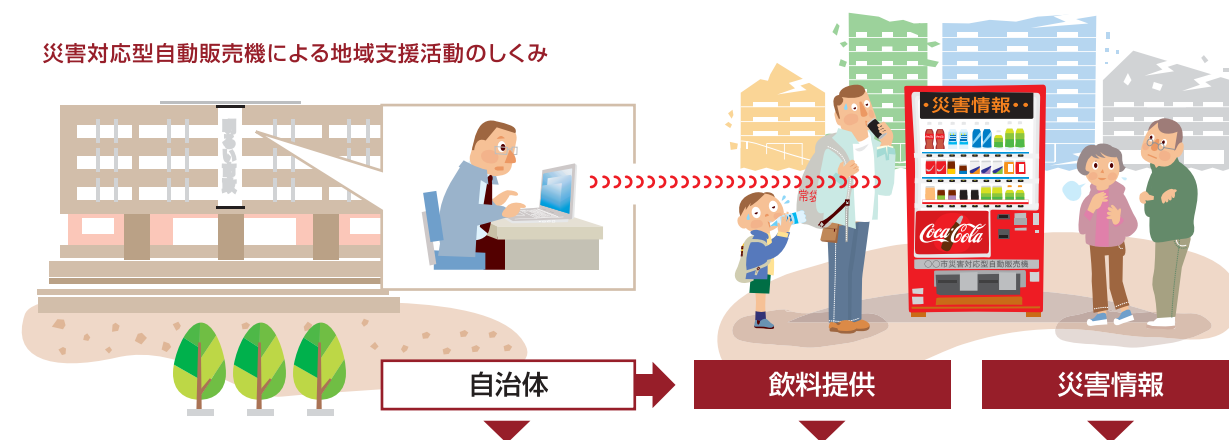 災害対応型自動販売機による地域支援活動のしくみ
・災害情報・・
Coca-Cola
〇〇市災害対応型自動販売機
自治体
飲料提供
災害情報